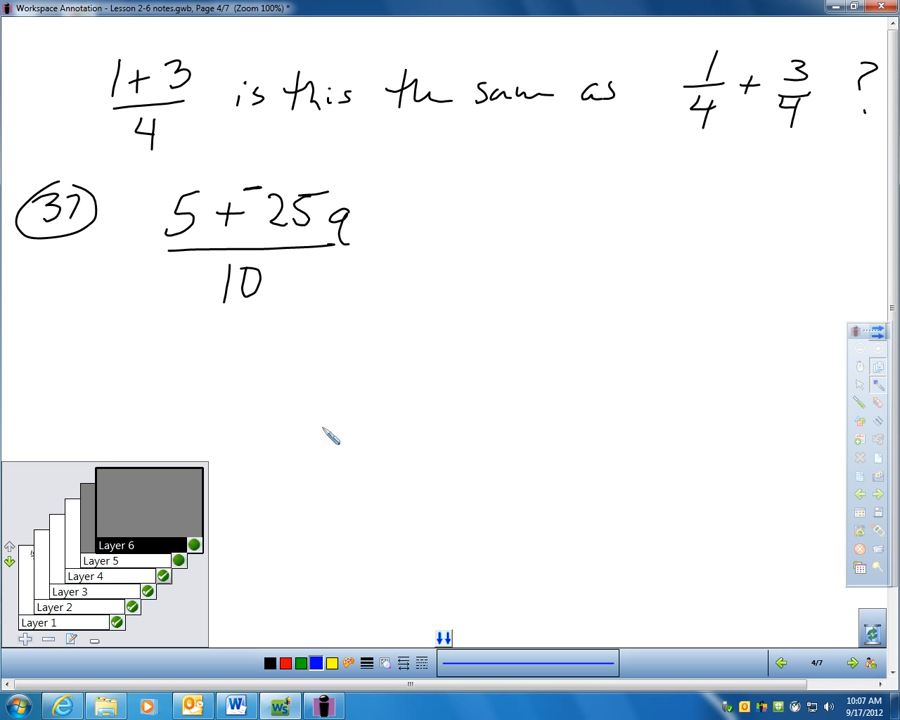 Workspace Annotation - Lesson 2-6 notes.gwb, Page 4/7 (Zoom 100%) *
1+3/4 is this the same as 1/4 + 3/4 ?
37 5+⁻25q/10
Layer 6
Layer 5
Layer 4
Layer 3
Layer 2
Layer 1
4/7
10:07 AM
9/17/2012